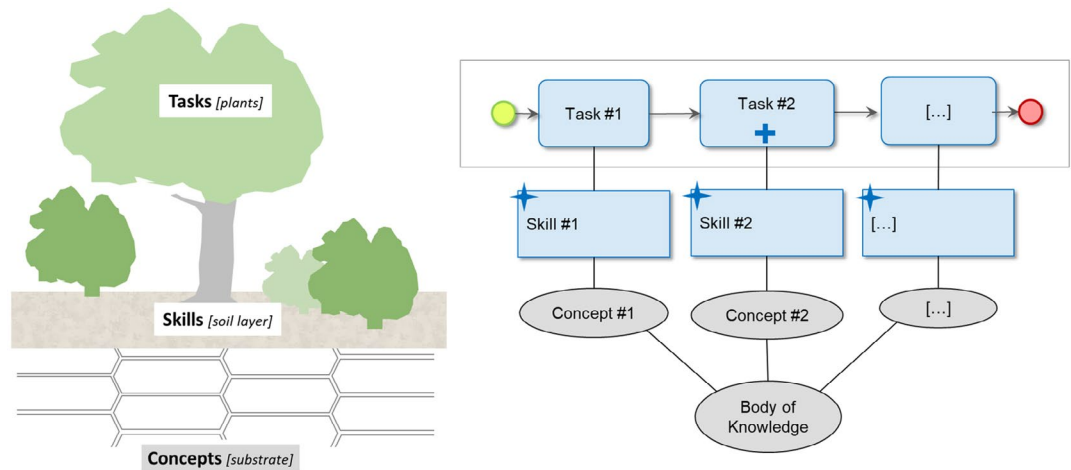 Tasks [plants]
Skills [soil layer]
Concepts [substrate]
Task #1
Task #2
[...]
Skill #1
Skill #2
[...]
Concept #1
Concept #2
[...]
Body of
Knowledge